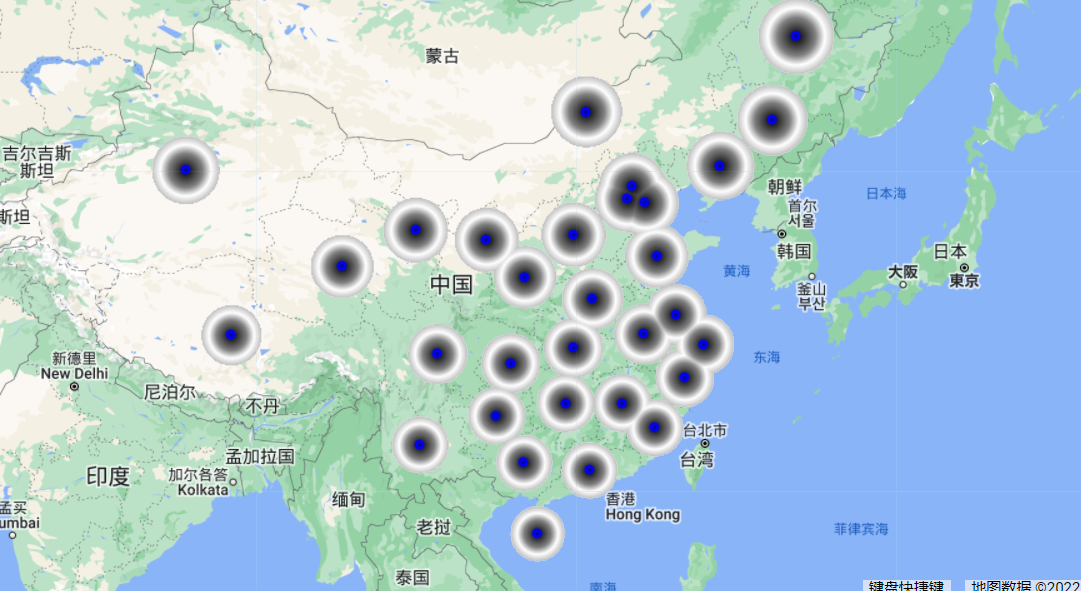 蒙古
吉尔吉斯
斯坦
朝鲜
日本海
首尔
서울
斯坦
韩国
日本
大阪
東京
黄海
中国
釜山
부산
东海
新德里
New Delhi
尼泊尔
不丹
台北市
台湾
孟加拉国
印度
加尔各答
Kolkata
缅甸
香港
Hong Kong
孟买
umbai
老挝
菲律宾海
泰国
南海
键盘快捷键
地图数据 ©2022